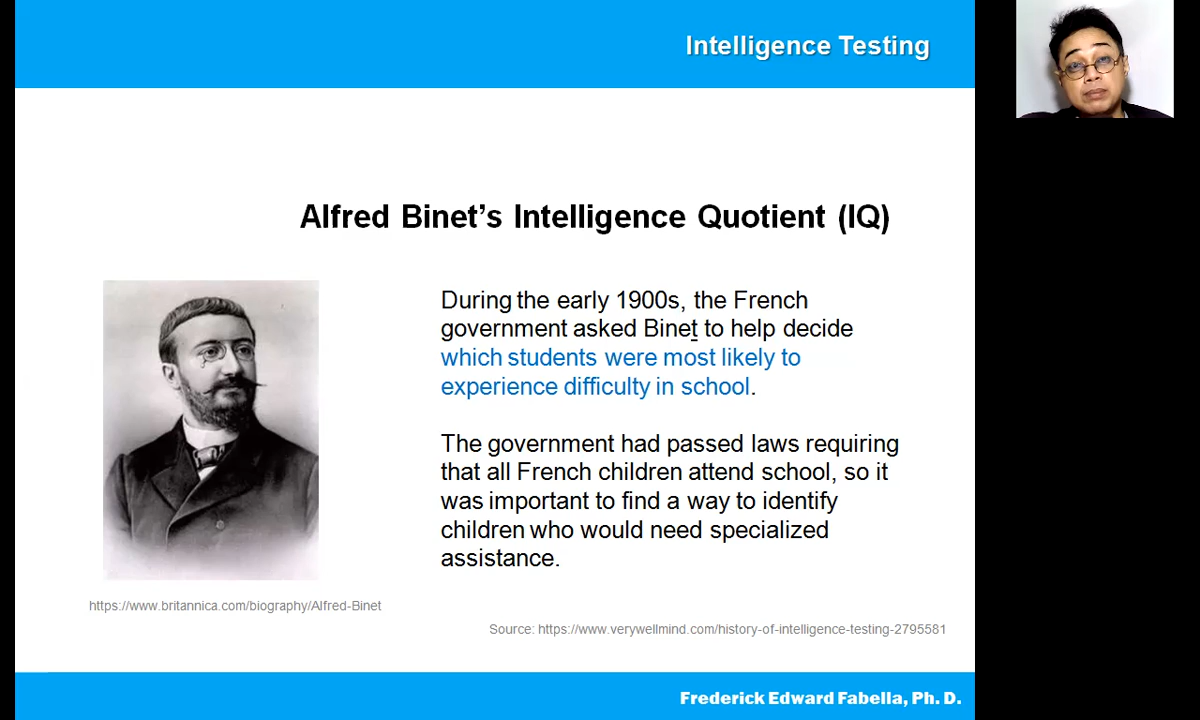 Intelligence Testing
Alfred Binet's Intelligence Quotient (IQ)
During the early 1900s, the French
government asked Binet to help decide
which students were most likely to
experience difficulty in school.
The government had passed laws requiring
that all French children attend school, so it
was important to find a way to identify
children who would need specialized
assistance.
https://www.britannica.com/biography/Alfred-Binet
Source: https://www.verywellmind.com/history-of-intelligence-testing-2795581
Frederick Edward Fabella, Ph. D.